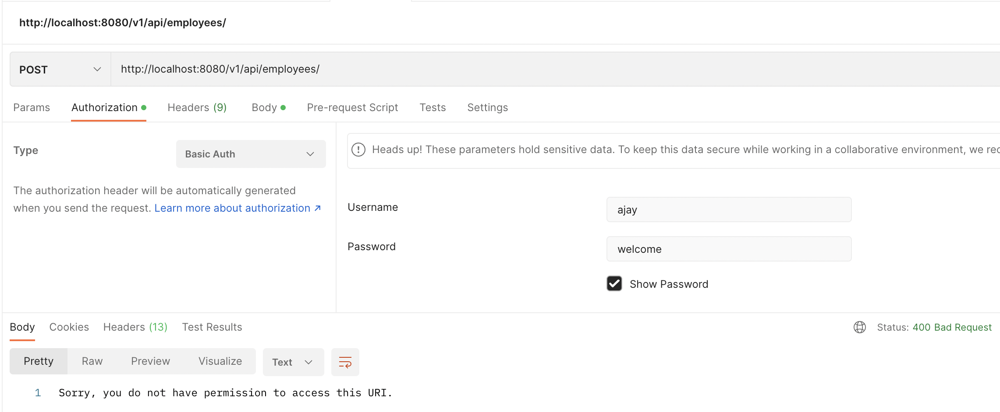 http://localhost:8080/v1/api/employees/
POST http://localhost:8080/v1/api/employees/
Params Authorization Headers (9) Body Pre-request Script Tests Settings
Type Basic Auth
Heads up! These parameters hold sensitive data. To keep this data secure while working in a collaborative environment, we
The authorization header will be automatically generated
when you send the request. Learn more about authorization ↗
Username ajay
Password welcome
Show Password
Body Cookies Headers (13) Test Results Status: 400 Bad Request
Pretty Raw Preview Visualize Text
1 Sorry, you do not have permission to access this URI.